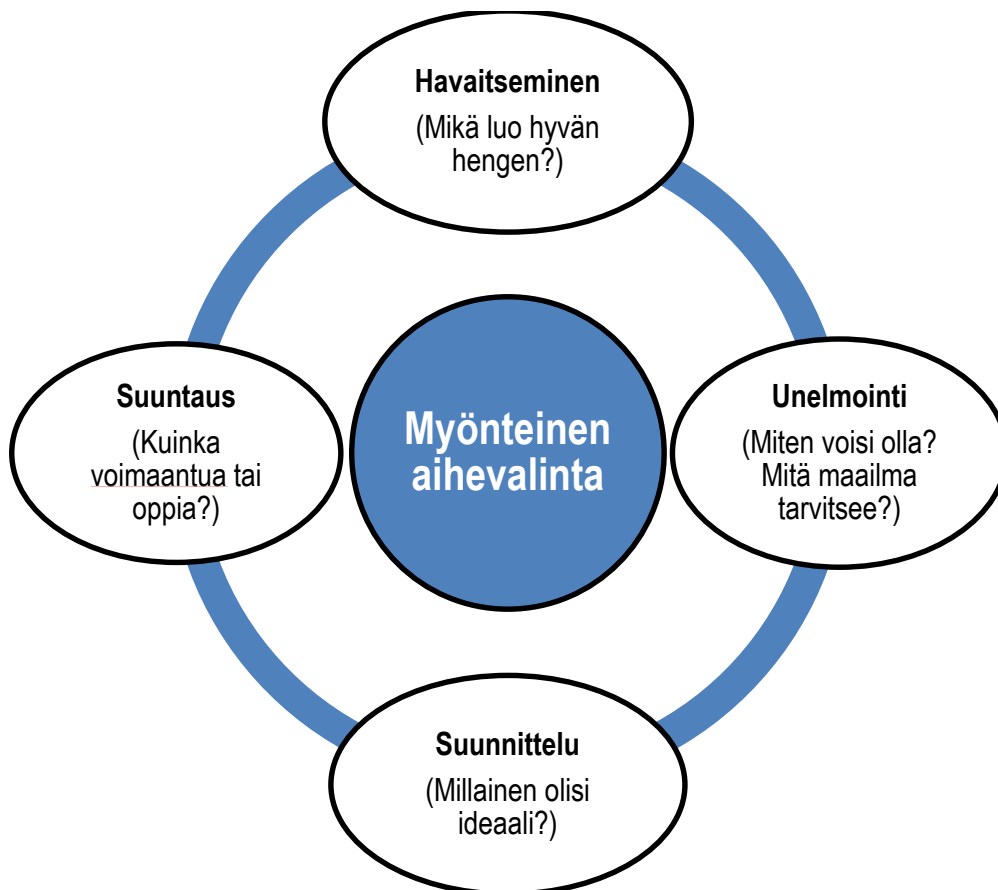 Havaitseminen
(Mikä luo hyvän
hengen?)
Suuntaus
(Kuinka
voimaantua tai
oppia?)
Myönteinen
aihevalinta
Unelmointi
(Miten voisi olla?
Mitä maailma
tarvitsee?)
Suunnittelu
(Millainen olisi
ideaali?)